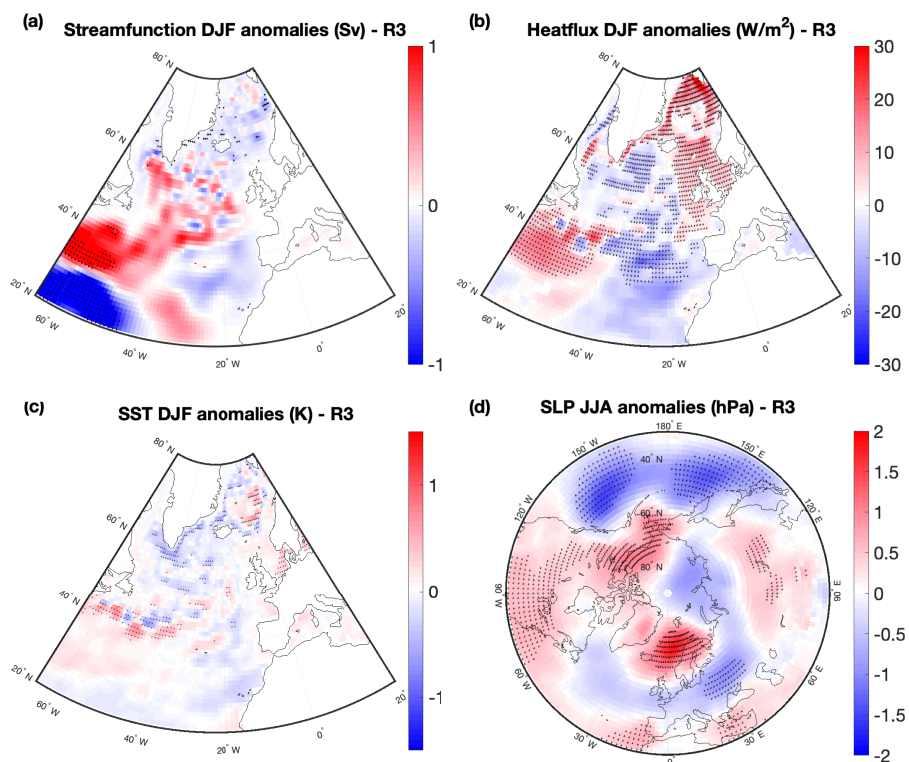 (a)
Streamfunction DJF anomalies (Sv) - R3
80° N
60° N
40° N
20° N
60° W
40° W
20° W
0°
20°
1
0
-1
(b)
Heatflux DJF anomalies (W/m²) - R3
80° N
60° N
40° N
20° N
60° W
40° W
20° W
0°
20°
30
20
10
0
-10
-20
-30
(c)
SST DJF anomalies (K) - R3
80° N
60° N
40° N
20° N
60° W
40° W
20° W
0°
20°
1
0
-1
(d)
SLP JJA anomalies (hPa) - R3
180° E
150° W
150° E
120° W
120° E
90° W
90° E
60° W
60° E
30° W
30° E
0°
40° N
60° N
80° N
2
1.5
1
0.5
0
-0.5
-1
-1.5
-2